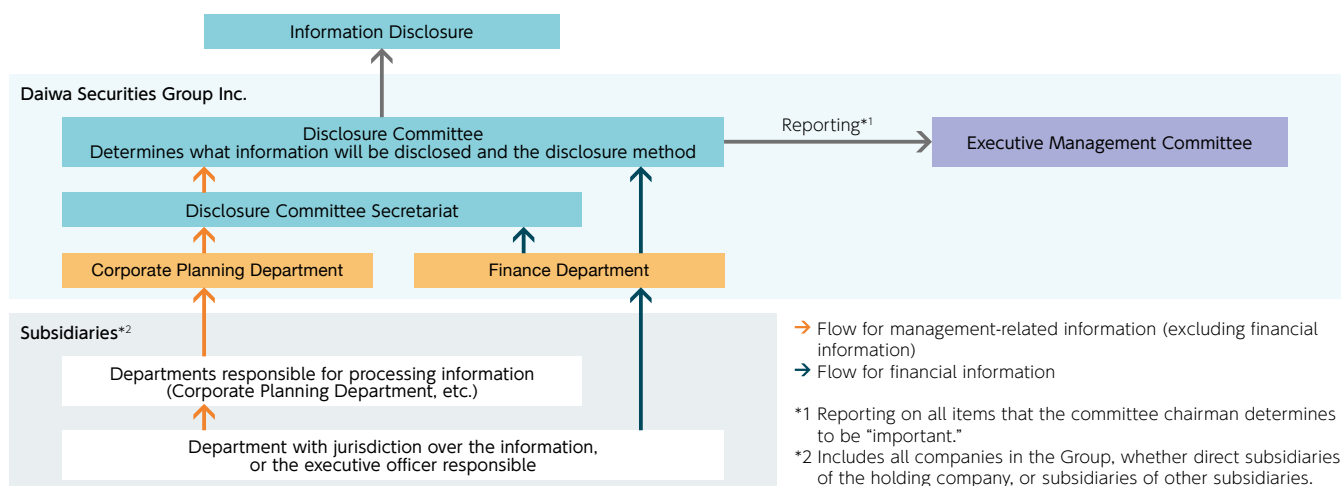 Information Disclosure
Daiwa Securities Group Inc.
Disclosure Committee
Determines what information will be disclosed and the disclosure method
Reporting*1
Executive Management Committee
Disclosure Committee Secretariat
Corporate Planning Department
Finance Department
Subsidiaries*2
Departments responsible for processing information
(Corporate Planning Department, etc.)
Department with jurisdiction over the information,
or the executive officer responsible
→ Flow for management-related information (excluding financial
information)
→ Flow for financial information
*1 Reporting on all items that the committee chairman determines
to be “important.”
*2 Includes all companies in the Group, whether direct subsidiaries
of the holding company, or subsidiaries of other subsidiaries.